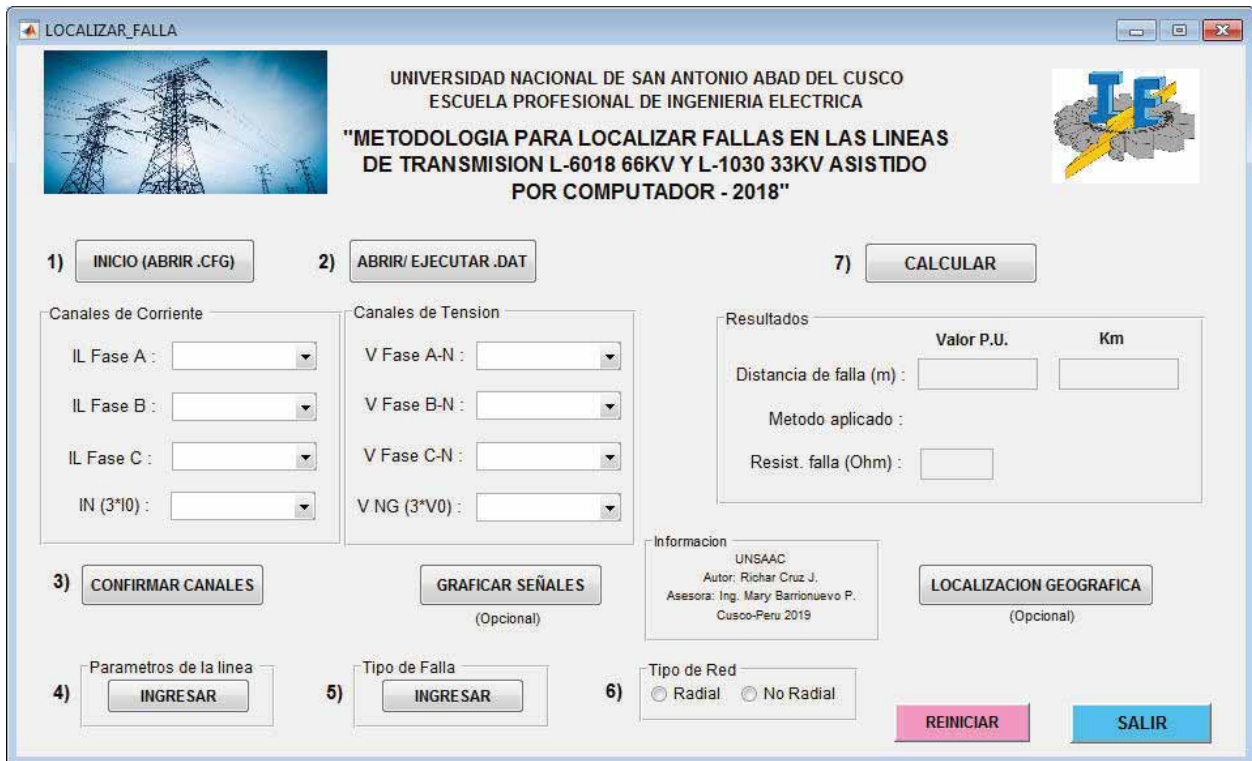 LOCALIZAR_FALLA
UNIVERSIDAD NACIONAL DE SAN ANTONIO ABAD DEL CUSCO
ESCUELA PROFESIONAL DE INGENIERIA ELECTRICA
"METODOLOGIA PARA LOCALIZAR FALLAS EN LAS LINEAS
DE TRANSMISION L-6018 66KV Y L-1030 33KV ASISTIDO
POR COMPUTADOR - 2018"
IE
1) INICIO (ABRIR .CFG)
2) ABRIR/ EJECUTAR .DAT
7) CALCULAR
Canales de Corriente
IL Fase A :
IL Fase B :
IL Fase C :
IN (3*I0) :
Canales de Tension
V Fase A-N :
V Fase B-N :
V Fase C-N :
V NG (3*V0) :
Resultados
Valor P.U. Km
Distancia de falla (m) :
Metodo aplicado :
Resist. falla (Ohm) :
3) CONFIRMAR CANALES
GRAFICAR SEÑALES
(Opcional)
Informacion
UNSAAC
Autor: Richar Cruz J.
Asesora: Ing. Mary Barrionuevo P.
Cusco-Peru 2019
LOCALIZACION GEOGRAFICA
(Opcional)
4) Parametros de la linea
INGRESAR
5) Tipo de Falla
INGRESAR
6) Tipo de Red
Radial No Radial
REINICIAR
SALIR